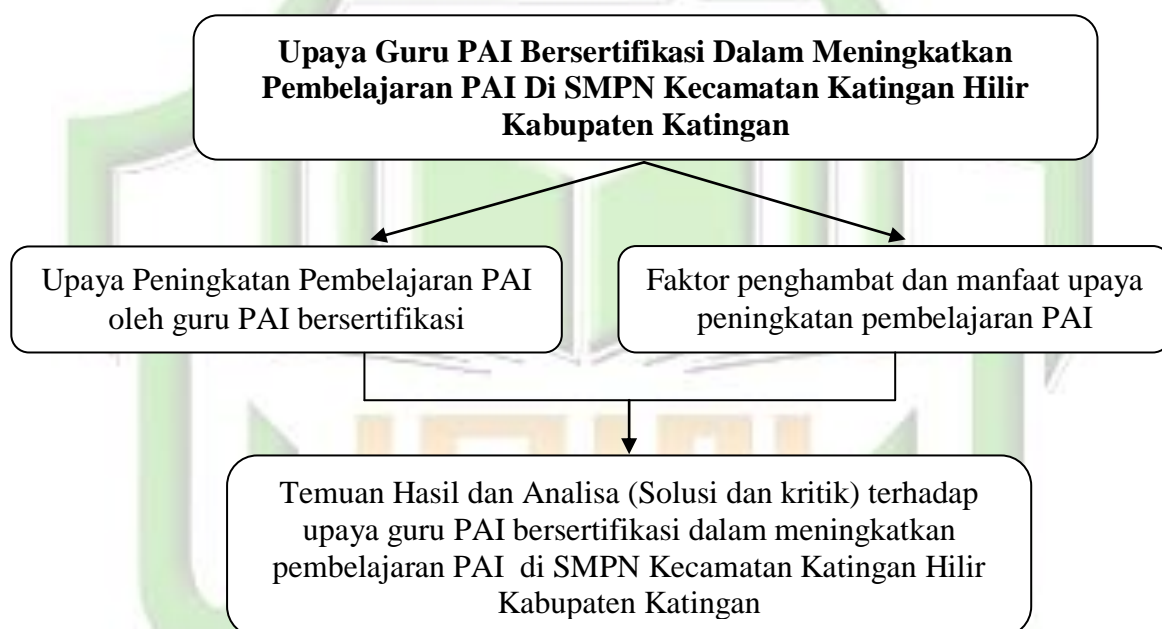 Upaya Guru PAI Bersertifikasi Dalam Meningkatkan
Pembelajaran PAI Di SMPN Kecamatan Katingan Hilir
Kabupaten Katingan
Upaya Peningkatan Pembelajaran PAI
oleh guru PAI bersertifikasi
Faktor penghambat dan manfaat upaya
peningkatan pembelajaran PAI
Temuan Hasil dan Analisa (Solusi dan kritik) terhadap
upaya guru PAI bersertifikasi dalam meningkatkan
pembelajaran PAI  di SMPN Kecamatan Katingan Hilir
Kabupaten Katingan